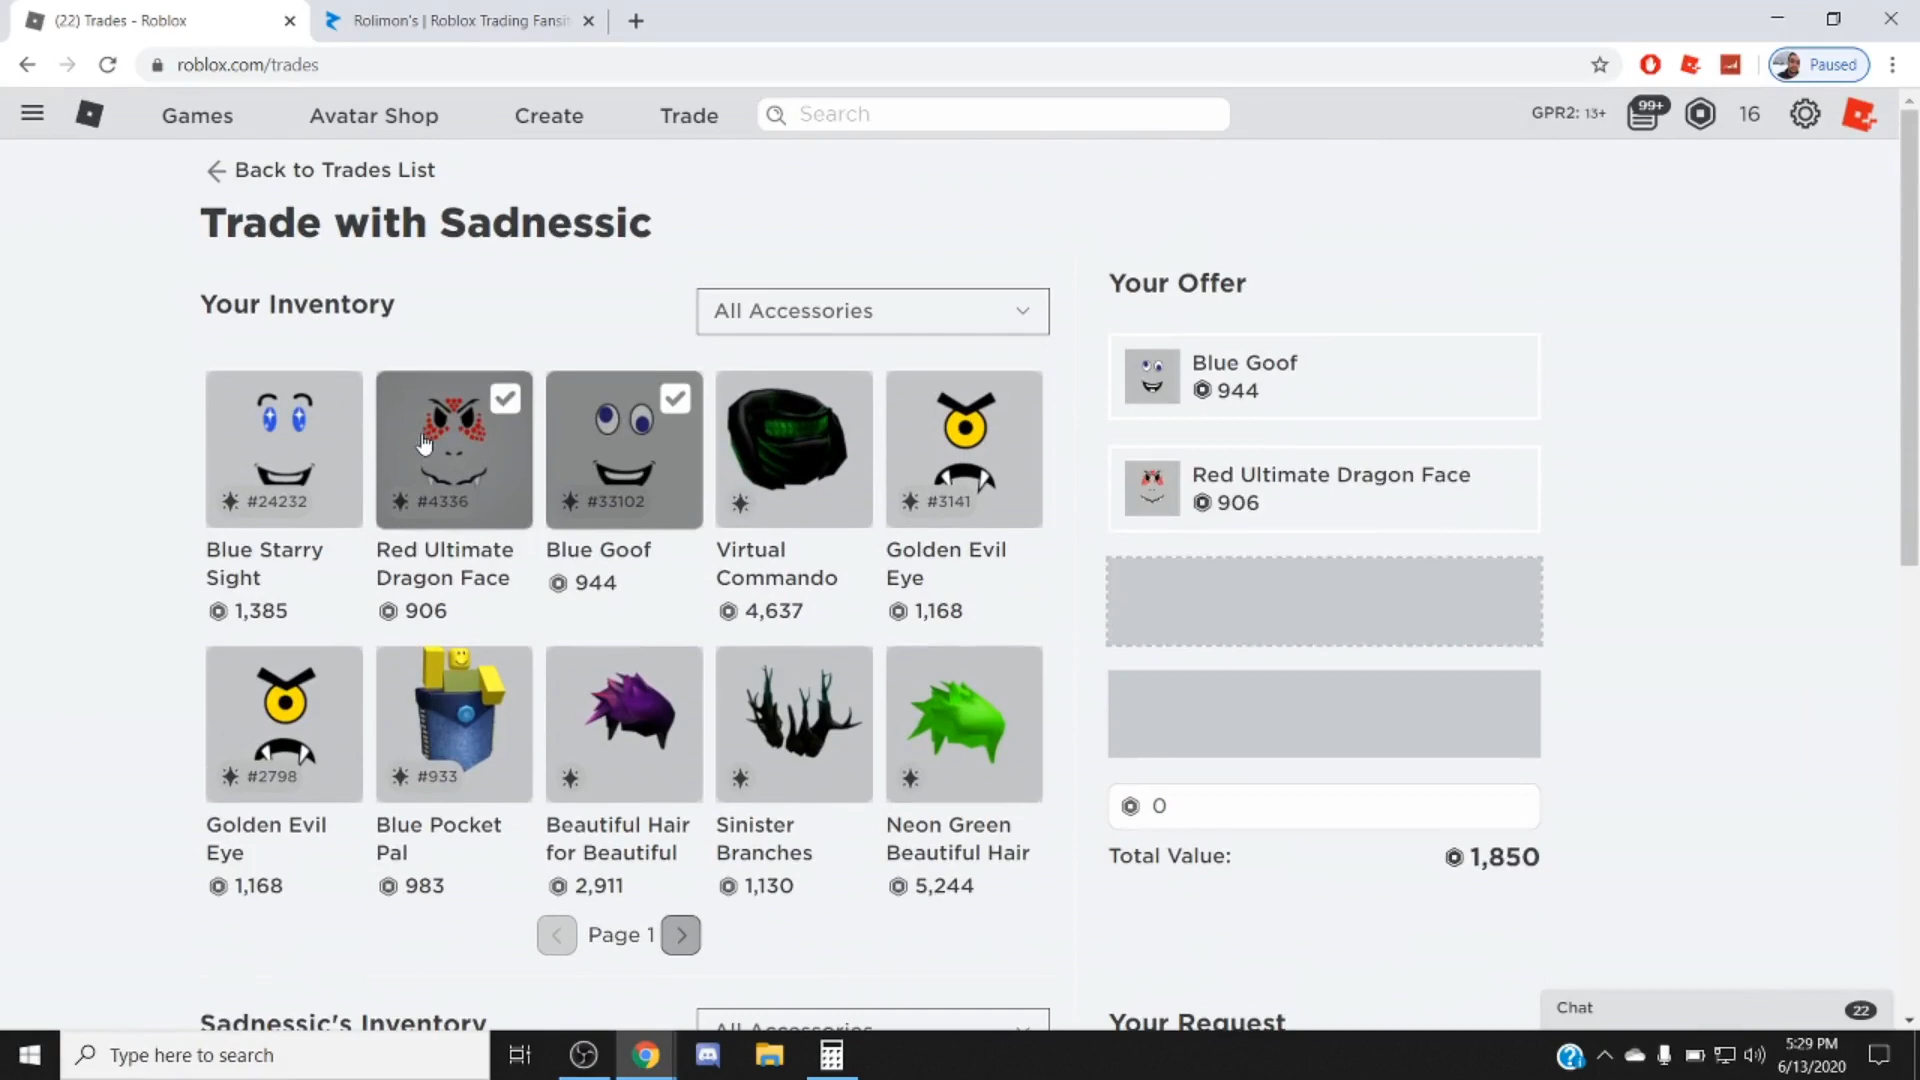 (22) Trades - Roblox
Rolimon's | Roblox Trading Fansit
roblox.com/trades
Paused
Games
Avatar Shop
Create
Trade
Search
GPR2: 13+
99+
16
Back to Trades List
Trade with Sadnessic
Your Inventory
All Accessories
Your Offer
Blue Goof
944
Red Ultimate Dragon Face
906
#24232
#4336
#33102
#3141
Blue Starry
Sight
1,385
Red Ultimate
Dragon Face
906
Blue Goof
944
Virtual
Commando
4,637
Golden Evil
Eye
1,168
#2798
#933
Golden Evil
Eye
1,168
Blue Pocket
Pal
983
Beautiful Hair
for Beautiful
2,911
Sinister
Branches
1,130
Neon Green
Beautiful Hair
5,244
0
Total Value:
1,850
Page 1
Sadnessic's Inventory
All Accessories
Your Request
Chat
22
Type here to search
5:29 PM
6/13/2020